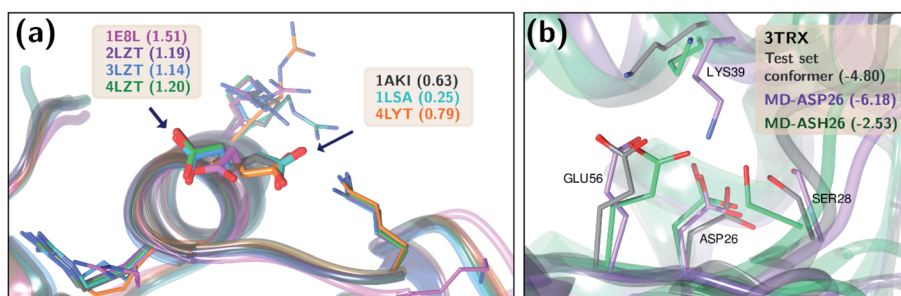 (a)
1E8L (1.51)
2LZT (1.19)
3LZT (1.14)
4LZT (1.20)
1AKI (0.63)
1LSA (0.25)
4LYT (0.79)
(b)
3TRX
Test set
conformer (-4.80)
MD-ASP26 (-6.18)
MD-ASH26 (-2.53)
LYS39
GLU56
SER28
ASP26